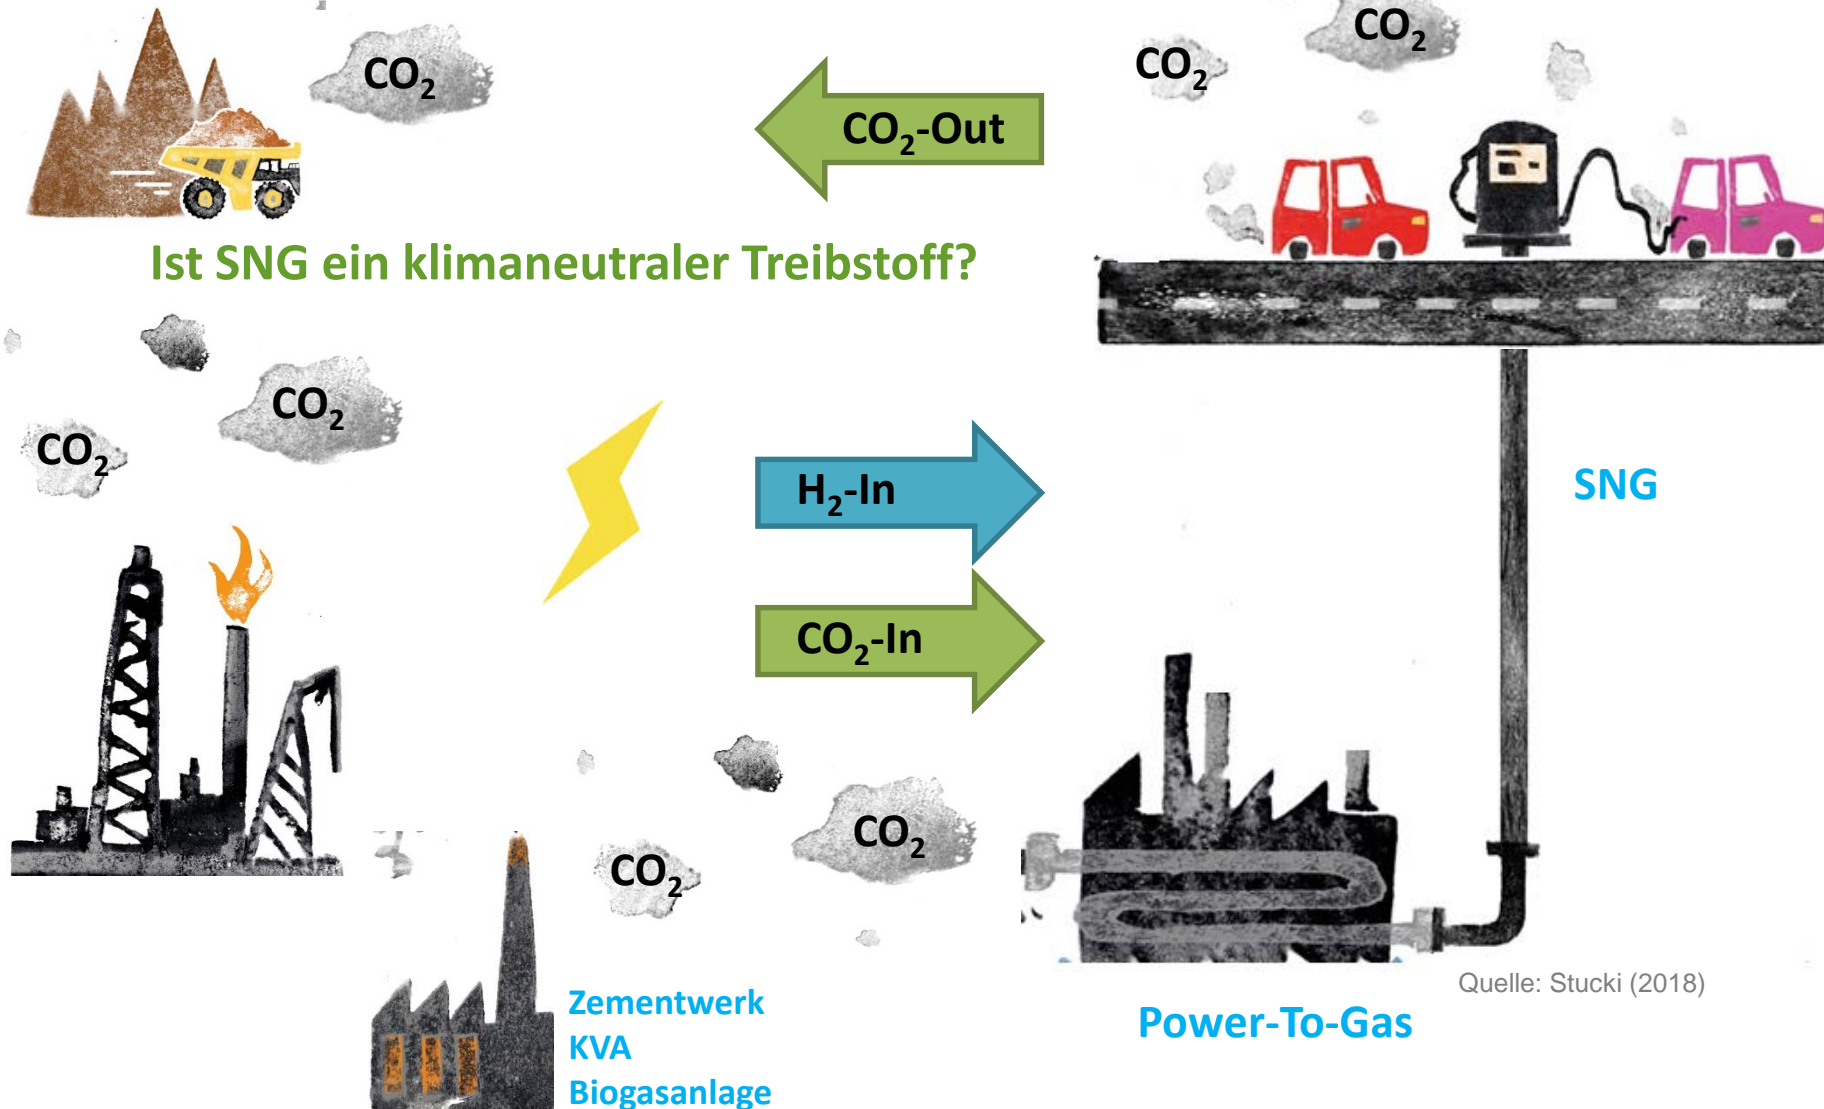 CO₂
CO₂
CO₂
CO₂-Out
Ist SNG ein klimaneutraler Treibstoff?
CO₂
CO₂
H₂-In
SNG
CO₂-In
CO₂
CO₂
Zementwerk
KVA
Biogasanlage
Quelle: Stucki (2018)
Power-To-Gas